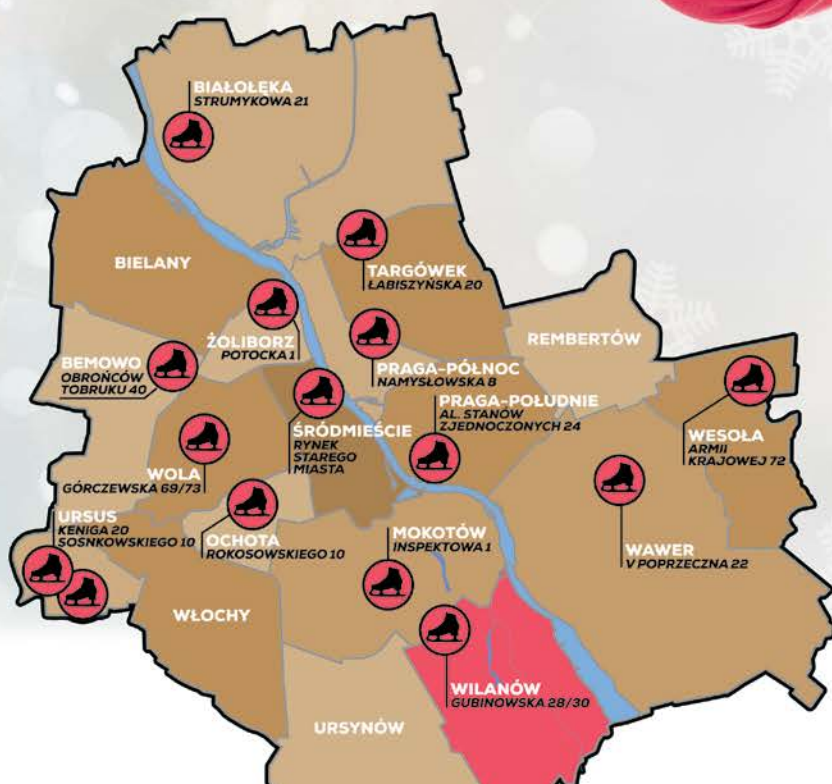 BIAŁOŁĘKA
STRUMYKOWA 21
BIELANY
TARGÓWEK
ŁABISZYŃSKA 20
ŻOLIBORZ
POTOCKA 1
REMBERTÓW
BEMOWO
OBROŃCÓW
TOBRUKU 40
PRAGA-PÓŁNOC
NAMYSŁOWSKA 8
PRAGA-POŁUDNIE
AL. STANÓW
ZJEDNOCZONYCH 24
ŚRÓDMIEŚCIE
RYNEK
STAREGO
MIASTA
WESOŁA
ARMII
KRAJOWEJ 72
WOLA
GÓRCZEWSKA 69/73
URSUS
KENIGA 20
SOSNKOWSKIEGO 10
OCHOTA
ROKOSOWSKIEGO 10
MOKOTÓW
INSPEKTOWA 1
WAWER
V POPRZECZNA 22
WŁOCHY
WILANÓW
GUBINOWSKA 28/30
URSYNÓW